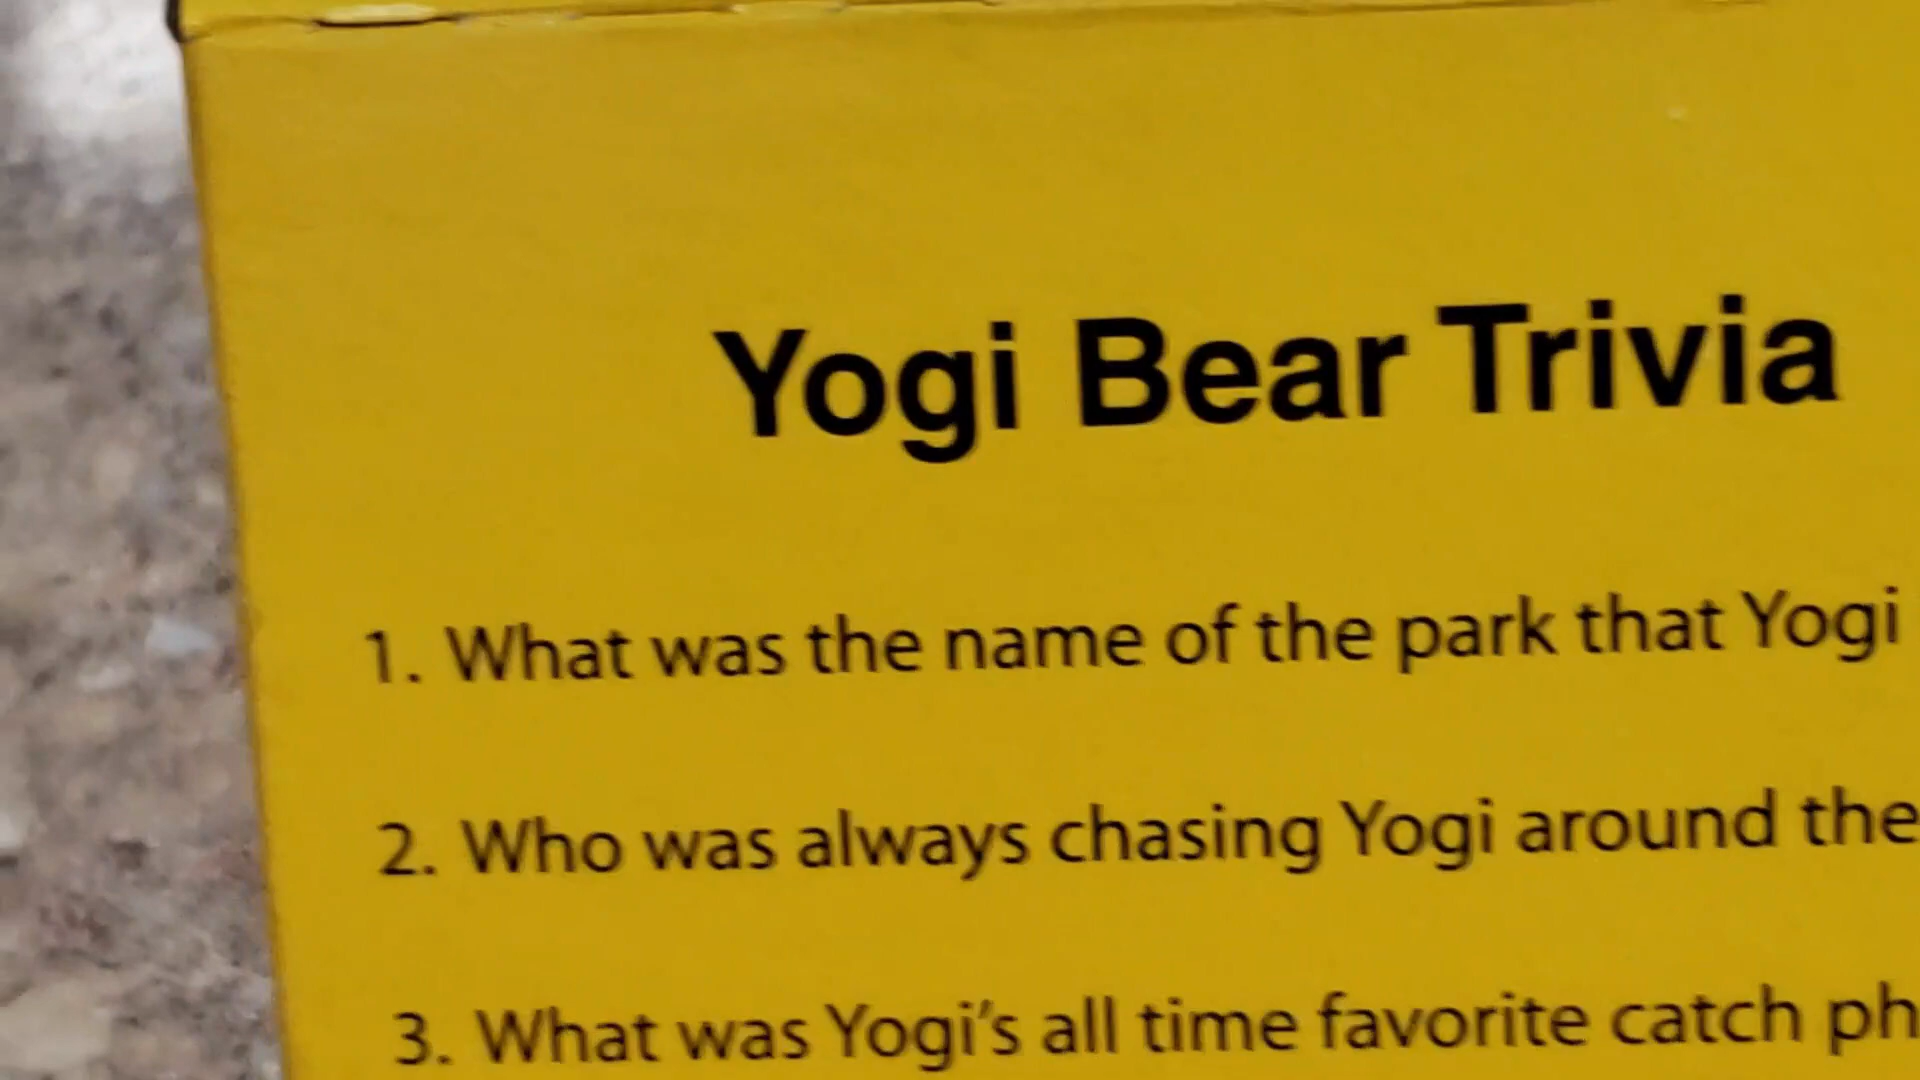 Yogi Bear Trivia
1. What was the name of the park that Yogi
2. Who was always chasing Yogi around the
3. What was Yogi's all time favorite catch ph